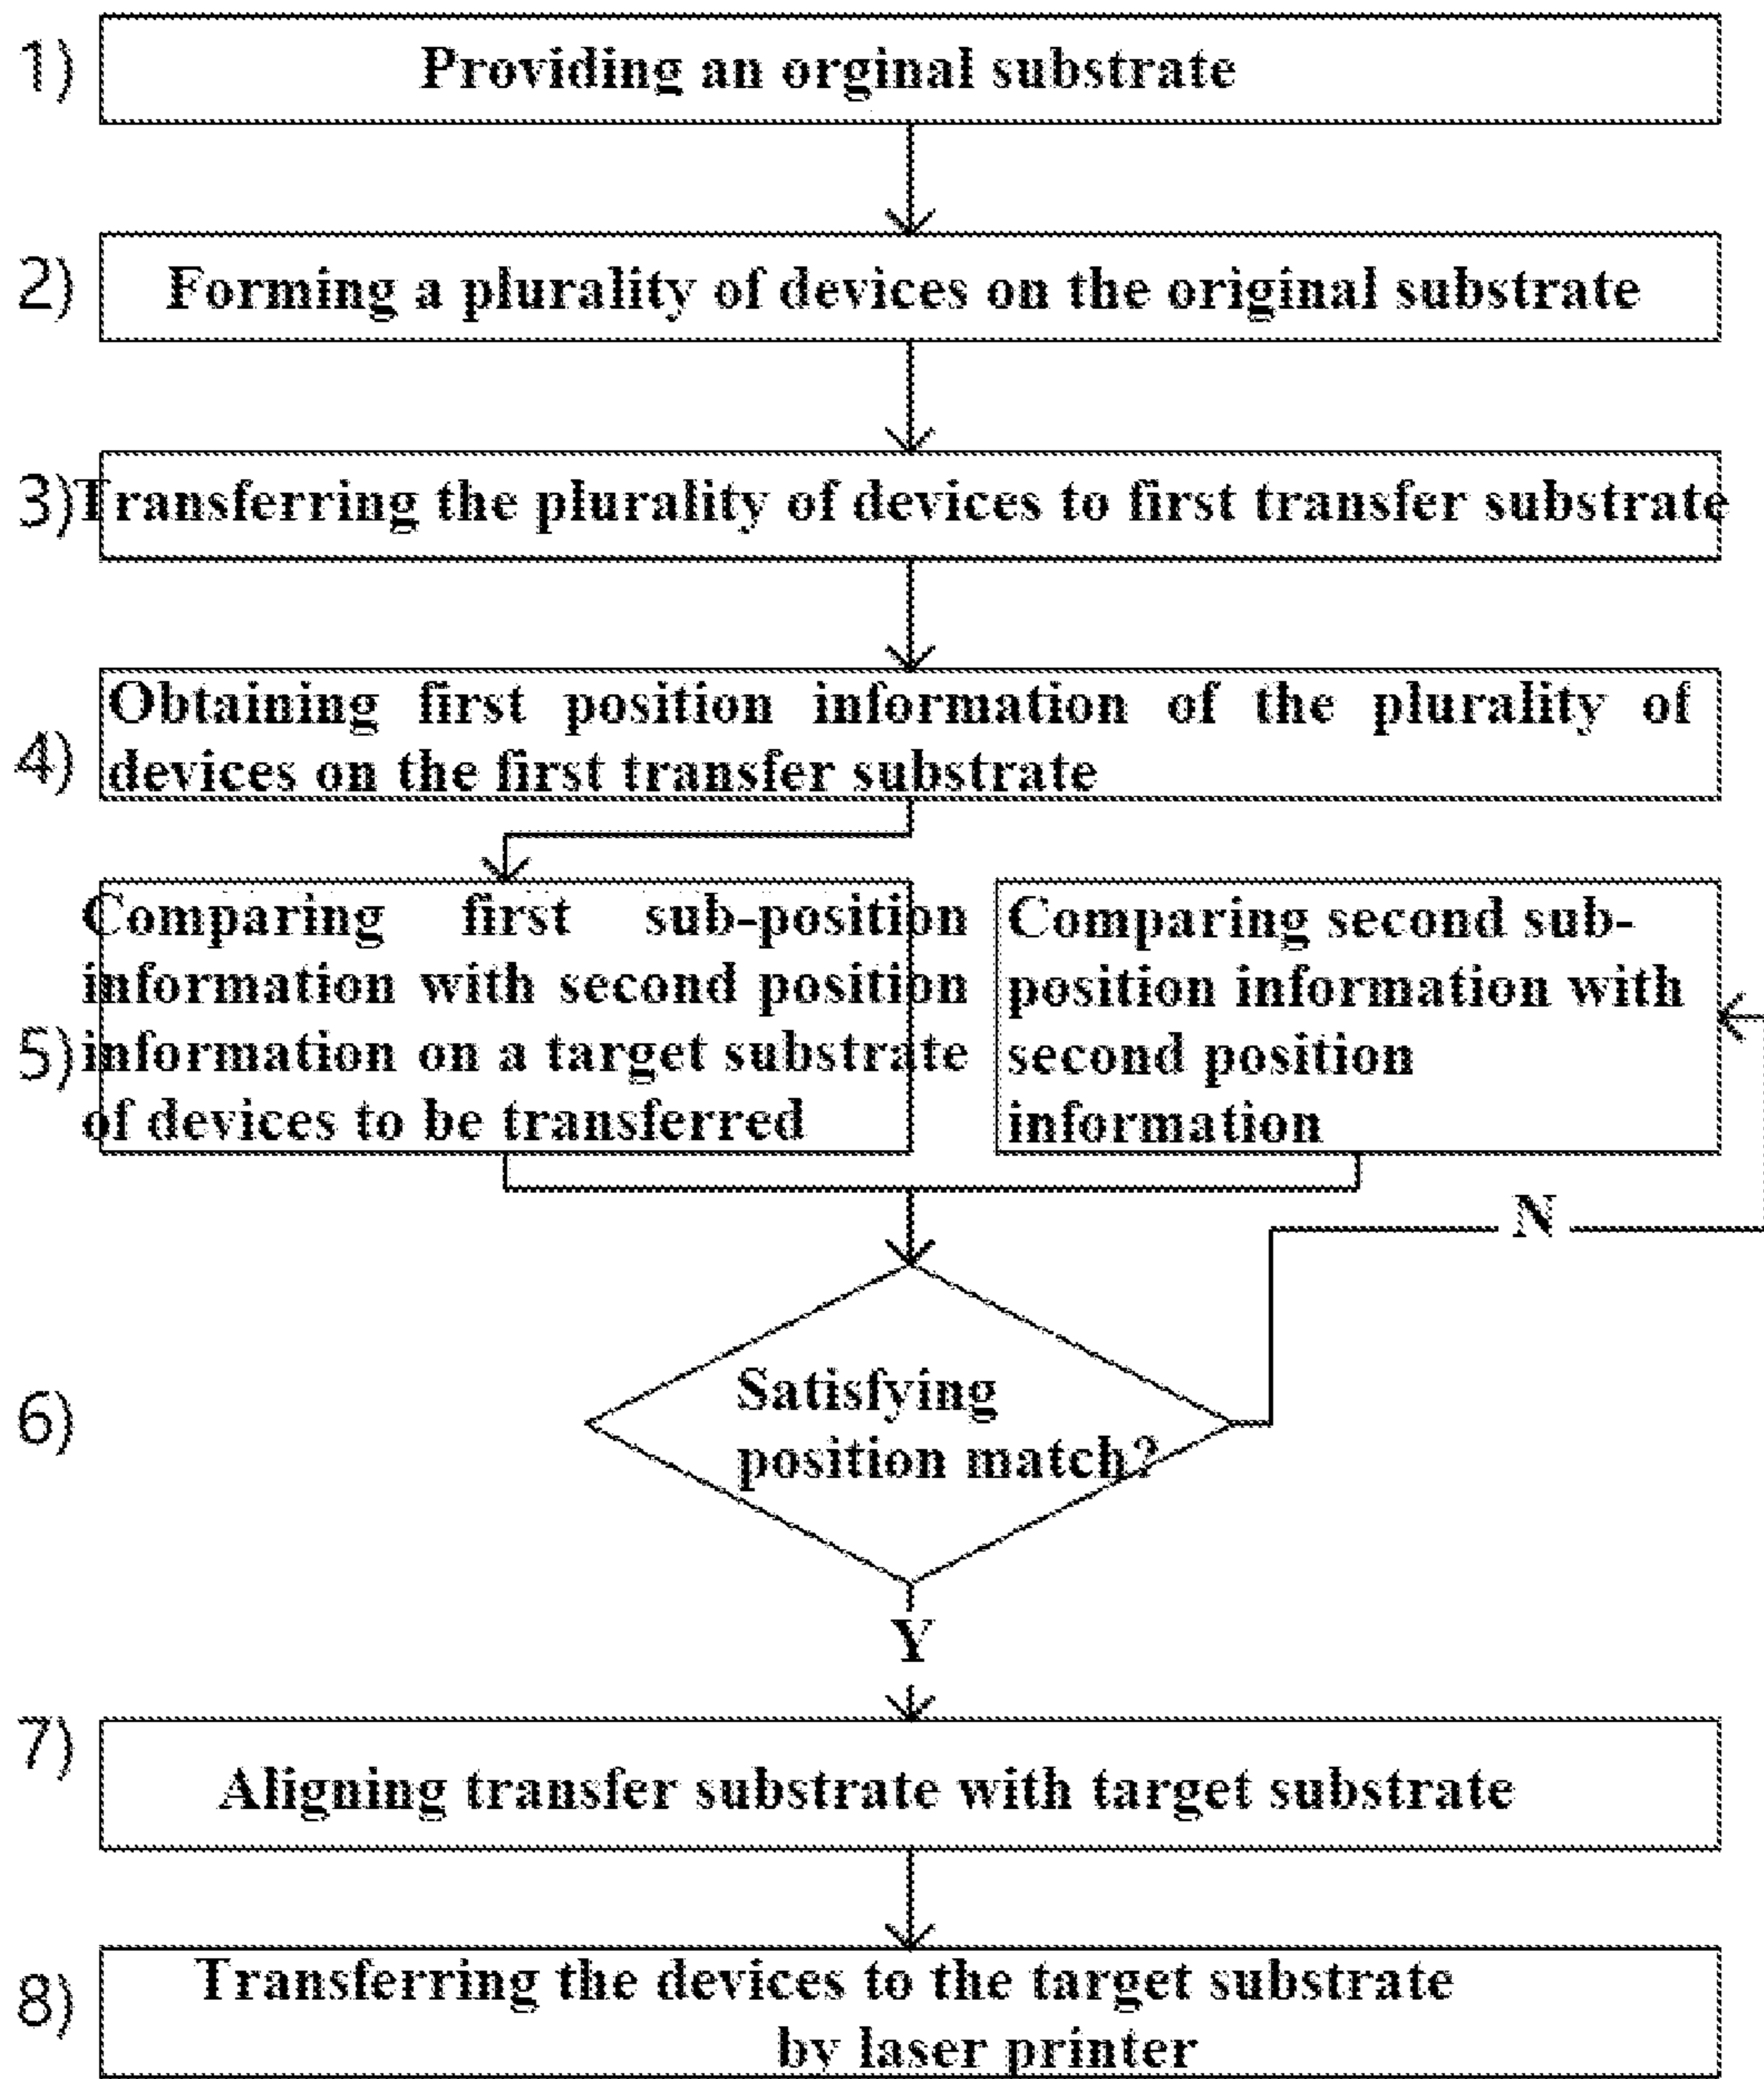 1)
Providing an orginal substrate
2)
Forming a plurality of devices on the original substrate
3)
Transferring the plurality of devices to first transfer substrate
4)
Obtaining first position information of the plurality of
devices on the first transfer substrate
5)
Comparing first sub-position
information with second position
information on a target substrate
of devices to be transferred
Comparing second sub-
position information with
second position
information
N
6)
Satisfying
position match?
Y
7)
Aligning transfer substrate with target substrate
8)
Transferring the devices to the target substrate
by laser printer